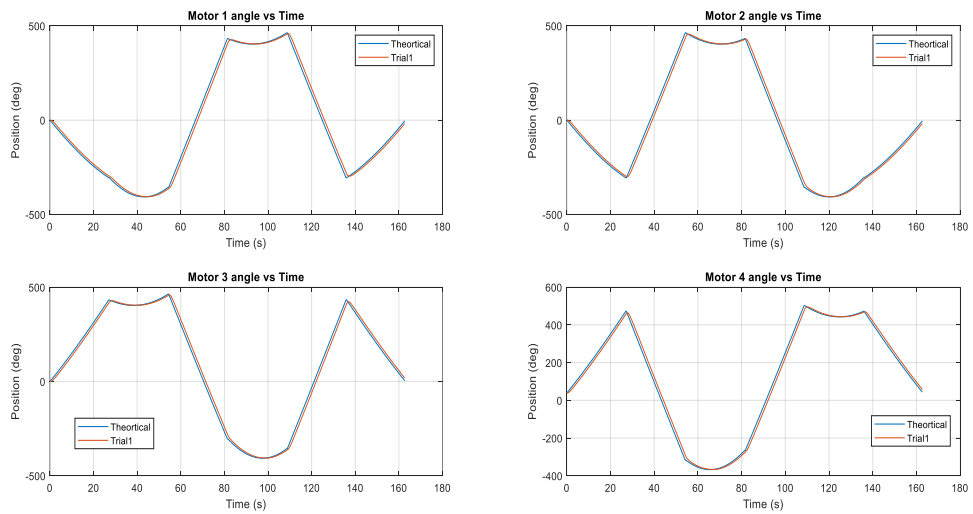 Motor 1 angle vs Time
500
0
-500
Position (deg)
0 20 40 60 80 100 120 140 160 180
Time (s)
Theortical
Trial1
Motor 2 angle vs Time
500
0
-500
Position (deg)
0 20 40 60 80 100 120 140 160 180
Time (s)
Theortical
Trial1
Motor 3 angle vs Time
500
0
-500
Position (deg)
0 20 40 60 80 100 120 140 160 180
Time (s)
Theortical
Trial1
Motor 4 angle vs Time
600
400
200
0
-200
-400
Position (deg)
0 20 40 60 80 100 120 140 160 180
Time (s)
Theortical
Trial1